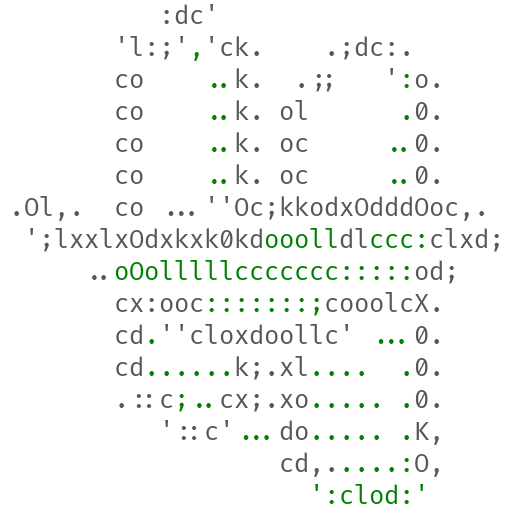 :dc'
'l:;','ck.    .;dc:.
co    ..k.  .;;   ':o.
co    ..k. ol      .0.
co    ..k. oc     ..0.
co    ..k. oc     ..0.
.Ol,.  co ...''Oc;kkodxOdddOoc,.
';lxxlxOdxkxk0kdooolldlccc:clxd;
..oOolllllccccccc:::::od;
cx:ooc:::::::;cooolcX.
cd.''cloxdoollc' ...0.
cd......k;.xl....  .0.
.::c;..cx;.xo..... .0.
'::c'...do..... .K,
cd,.....:O,
':clod:'